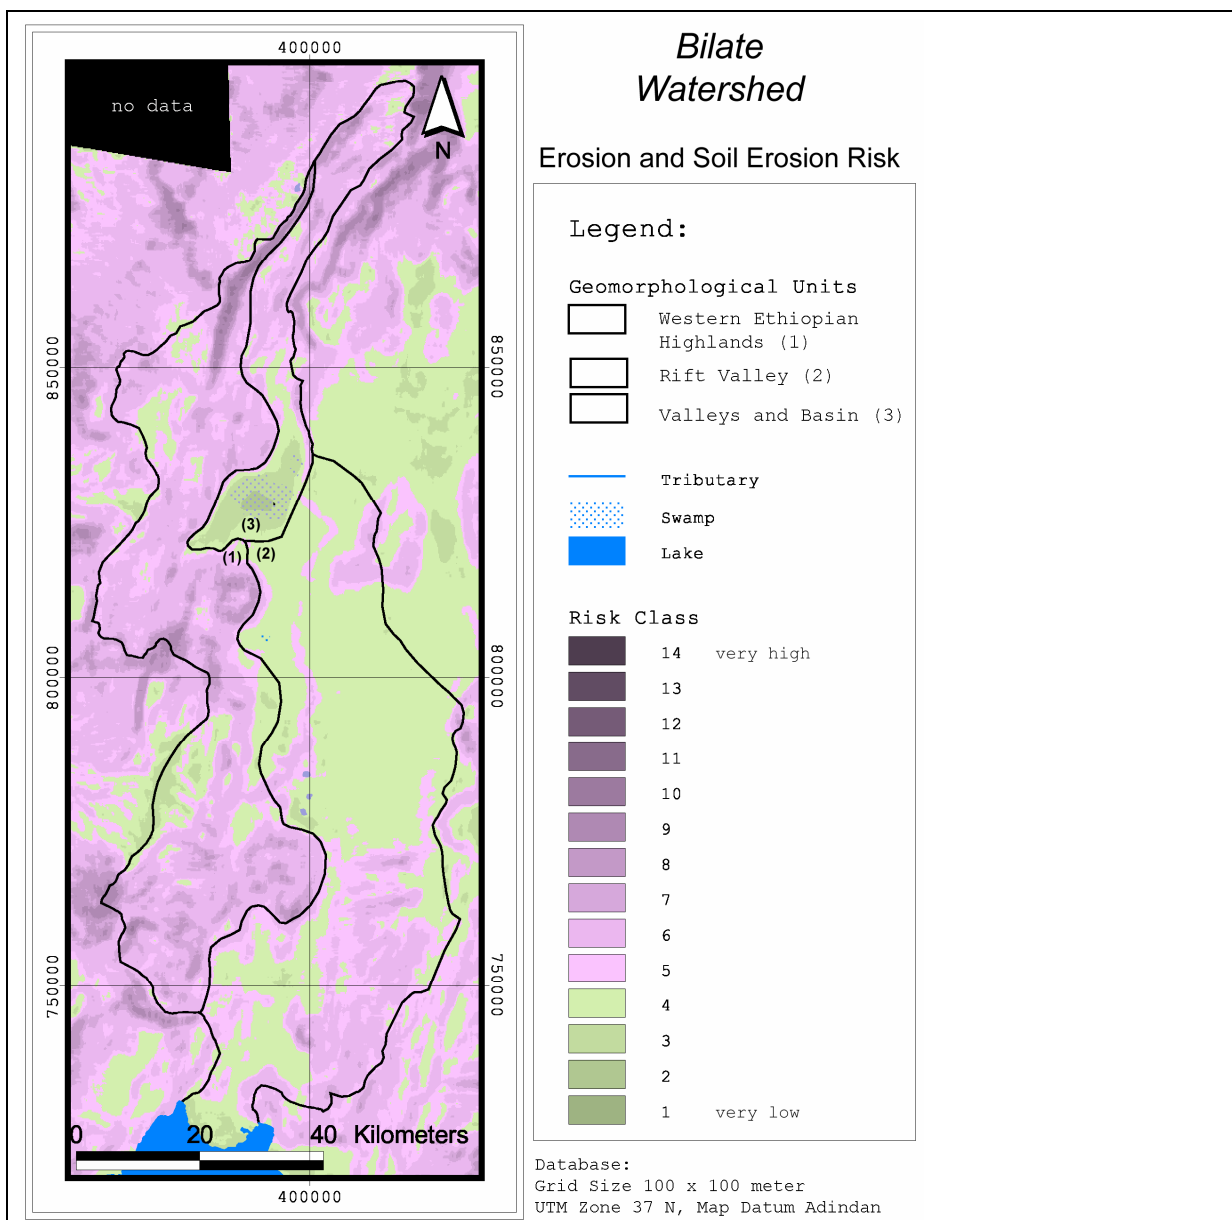 400000
Bilate
Watershed
no data
N
Erosion and Soil Erosion Risk
Legend:
Geomorphological Units
Western Ethiopian
Highlands (1)
Rift Valley (2)
Valleys and Basin (3)
850000
850000
Tributary
Swamp
Lake
(3)
(1)
(2)
Risk Class
14 very high
13
12
11
10
9
8
7
6
5
4
3
2
1 very low
800000
800000
750000
750000
0 20 40 Kilometers
400000
Database:
Grid Size 100 x 100 meter
UTM Zone 37 N, Map Datum Adindan